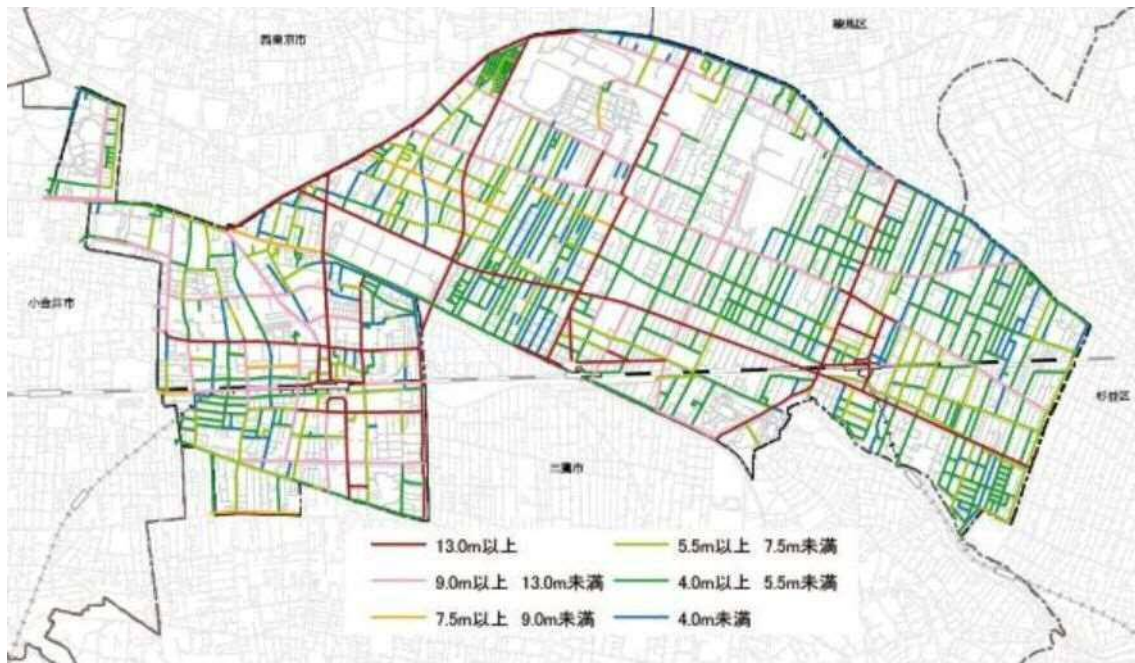 西東京市
練馬区
小金井市
杉並区
三鷹市
13.0m以上
5.5m以上 7.5m未満
9.0m以上 13.0m未満
4.0m以上 5.5m未満
7.5m以上 9.0m未満
4.0m未満